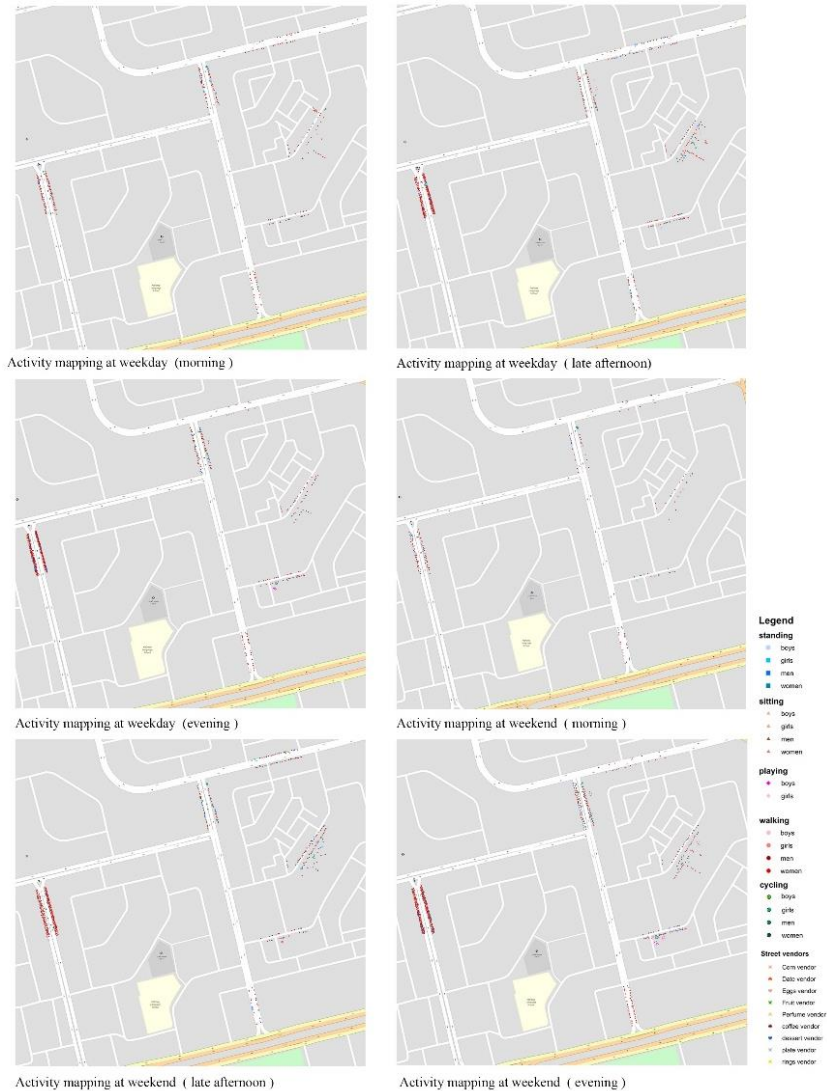 Activity mapping at weekday (morning )
Activity mapping at weekday ( late afternoon)
Activity mapping at weekday (evening )
Activity mapping at weekend ( morning )
Activity mapping at weekend ( late afternoon )
Activity mapping at weekend ( evening )
Legend
standing
boys
girls
men
women
sitting
boys
girls
men
women
playing
boys
girls
walking
boys
girls
men
women
cycling
boys
girls
men
women
Street vendors
Corn vendor
Date vendor
Eggs vendor
Fruit vendor
Perfume vendor
coffee vendor
dessert vendor
plate vendor
rings vendor